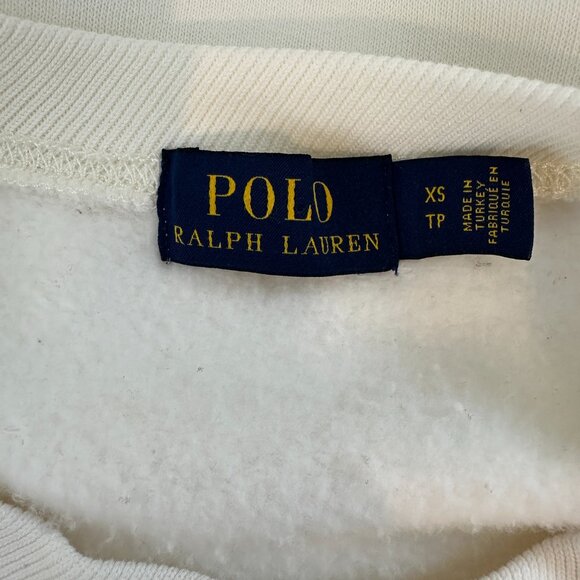 POLO
RALPH LAUREN
XS
TP
MADE IN
TURKEY
FABRIQUÉ EN
TURQUIE